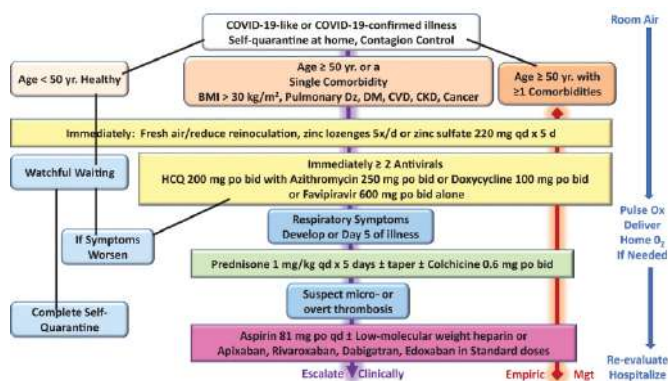 COVID-19-like or COVID-19-confirmed illness
Self-quarantine at home, Contagion Control
Room Air
Age < 50 yr. Healthy
Age ≥ 50 yr. or a
Single Comorbidity
BMI > 30 kg/m², Pulmonary Dz, DM, CVD, CKD, Cancer
Age ≥ 50 yr. with
≥1 Comorbidities
Immediately: Fresh air/reduce reinoculation, zinc lozenges 5x/d or zinc sulfate 220 mg qd x 5 d
Watchful Waiting
Immediately ≥ 2 Antivirals
HCQ 200 mg po bid with Azithromycin 250 mg po bid or Doxycycline 100 mg po bid
or Favipiravir 600 mg po bid alone
If Symptoms
Worsen
Respiratory Symptoms
Develop or Day 5 of illness
Pulse Ox
Deliver
Home 0₂
If Needed
Prednisone 1 mg/kg qd x 5 days ± taper ± Colchicine 0.6 mg po bid
Complete Self-
Quarantine
Suspect micro- or
overt thrombosis
Aspirin 81 mg po qd ± Low-molecular weight heparin or
Apixaban, Rivaroxaban, Dabigatran, Edoxaban in Standard doses
Escalate Clinically
Empiric Mgt
Re-evaluate
Hospitalize